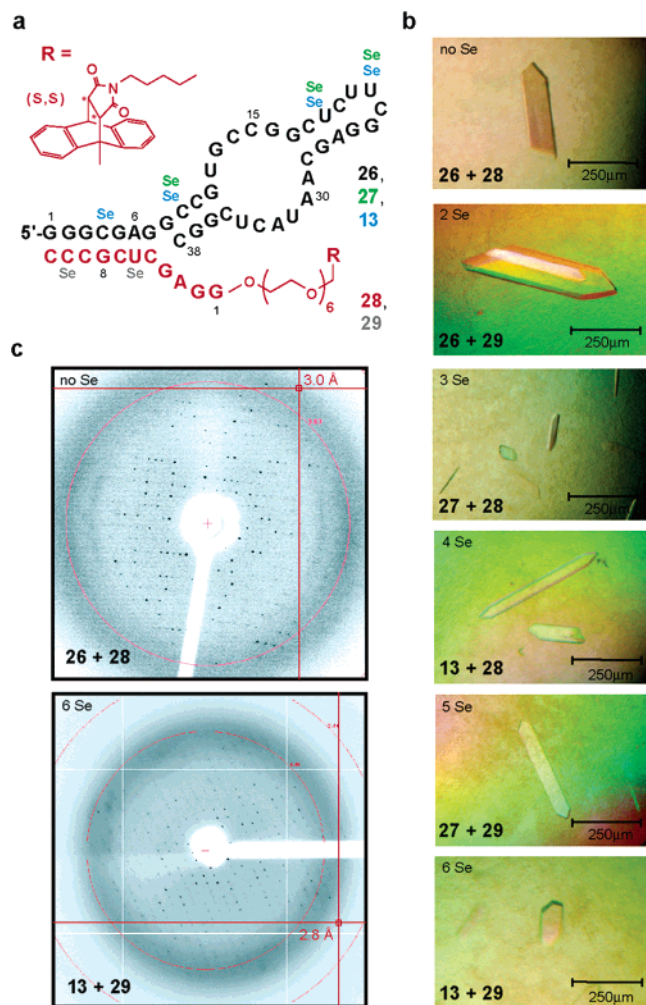 a
R =
(S,S)
O
N
O
*
*
Se
Se
Se
Se
15
C C G G C U C U U C
G U
G G A G C
A
C
A
30
Se
Se
Se
1
6
26,
27,
13
5'-G G G C G A G G C C G
C G G C U C A U A
38
C C C G C U C G A G G
Se
8
Se
1
O
O
O
6
R
28,
29
b
no Se
26 + 28
250µm
2 Se
26 + 29
250µm
3 Se
27 + 28
250µm
4 Se
13 + 28
250µm
5 Se
27 + 29
250µm
6 Se
13 + 29
250µm
c
no Se
3.0 Å
26 + 28
6 Se
2.8 Å
13 + 29